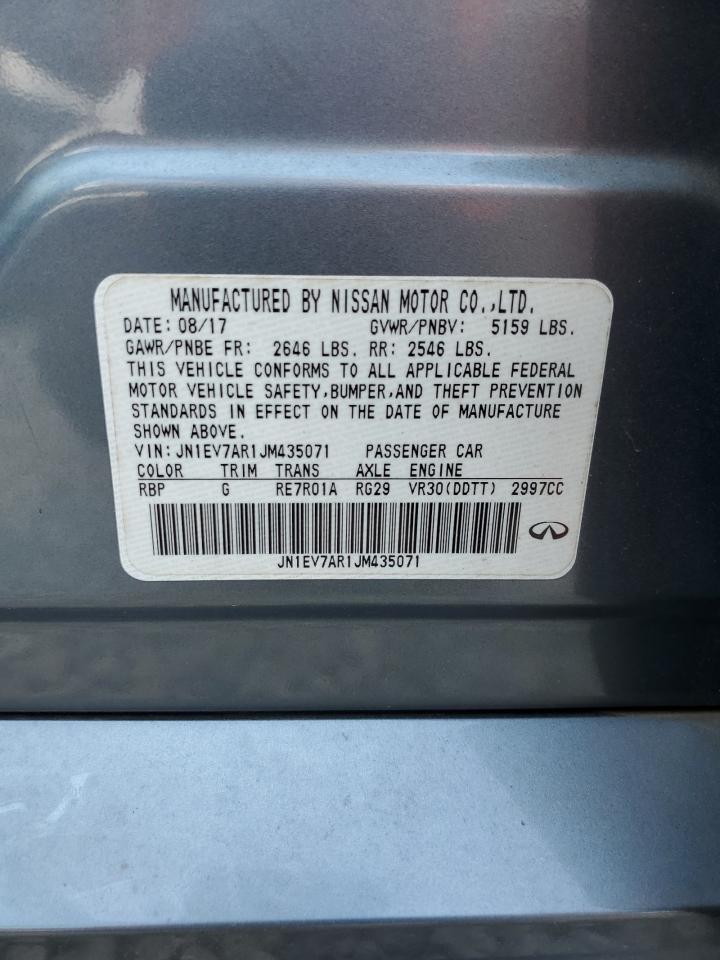 MANUFACTURED BY NISSAN MOTOR CO.,LTD.
DATE: 08/17 GVWR/PNBV: 5159 LBS.
GAWR/PNBE FR: 2646 LBS. RR: 2546 LBS.
THIS VEHICLE CONFORMS TO ALL APPLICABLE FEDERAL
MOTOR VEHICLE SAFETY,BUMPER,AND THEFT PREVENTION
STANDARDS IN EFFECT ON THE DATE OF MANUFACTURE
SHOWN ABOVE.
VIN:JN1EV7AR1JM435071 PASSENGER CAR
COLOR TRIM TRANS AXLE ENGINE
RBP G RE7R01A RG29 VR30(DDTT) 2997CC
JN1EV7AR1JM435071